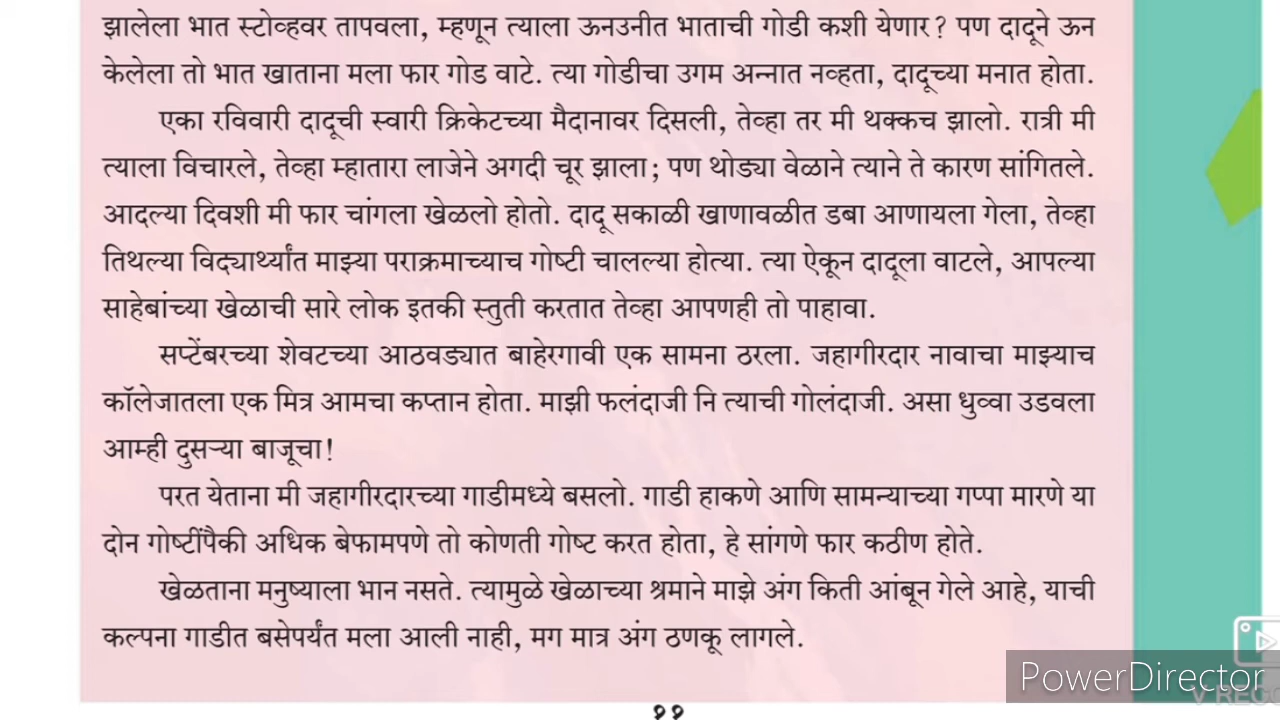 झालेला भात स्टोव्हवर तापवला, म्हणून त्याला ऊनउनीत भाताची गोडी कशी येणार? पण दादूने ऊन
केलेला तो भात खाताना मला फार गोड वाटे. त्या गोडीचा उगम अन्नात नव्हता, दादूच्या मनात होता.
एका रविवारी दादूची स्वारी क्रिकेटच्या मैदानावर दिसली, तेव्हा तर मी थक्कच झालो. रात्री मी
त्याला विचारले, तेव्हा म्हातारा लाजेने अगदी चूर झाला; पण थोड्या वेळाने त्याने ते कारण सांगितले.
आदल्या दिवशी मी फार चांगला खेळलो होतो. दादू सकाळी खाणावळीत डबा आणायला गेला, तेव्हा
तिथल्या विद्यार्थ्यांत माझ्या पराक्रमाच्याच गोष्टी चालल्या होत्या. त्या ऐकून दादूला वाटले, आपल्या
साहेबांच्या खेळाची सारे लोक इतकी स्तुती करतात तेव्हा आपणही तो पाहावा.
सप्टेंबरच्या शेवटच्या आठवड्यात बाहेरगावी एक सामना ठरला. जहागीरदार नावाचा माझ्याच
कॉलेजातला एक मित्र आमचा कप्तान होता. माझी फलंदाजी नि त्याची गोलंदाजी. असा धुव्वा उडवला
आम्ही दुसऱ्या बाजूचा!
परत येताना मी जहागीरदारच्या गाडीमध्ये बसलो. गाडी हाकणे आणि सामन्याच्या गप्पा मारणे या
दोन गोष्टींपैकी अधिक बेफामपणे तो कोणती गोष्ट करत होता, हे सांगणे फार कठीण होते.
खेळताना मनुष्याला भान नसते. त्यामुळे खेळाच्या श्रमाने माझे अंग किती आंबून गेले आहे, याची
कल्पना गाडीत बसेपर्यंत मला आली नाही, मग मात्र अंग ठणकू लागले.
PowerDirector